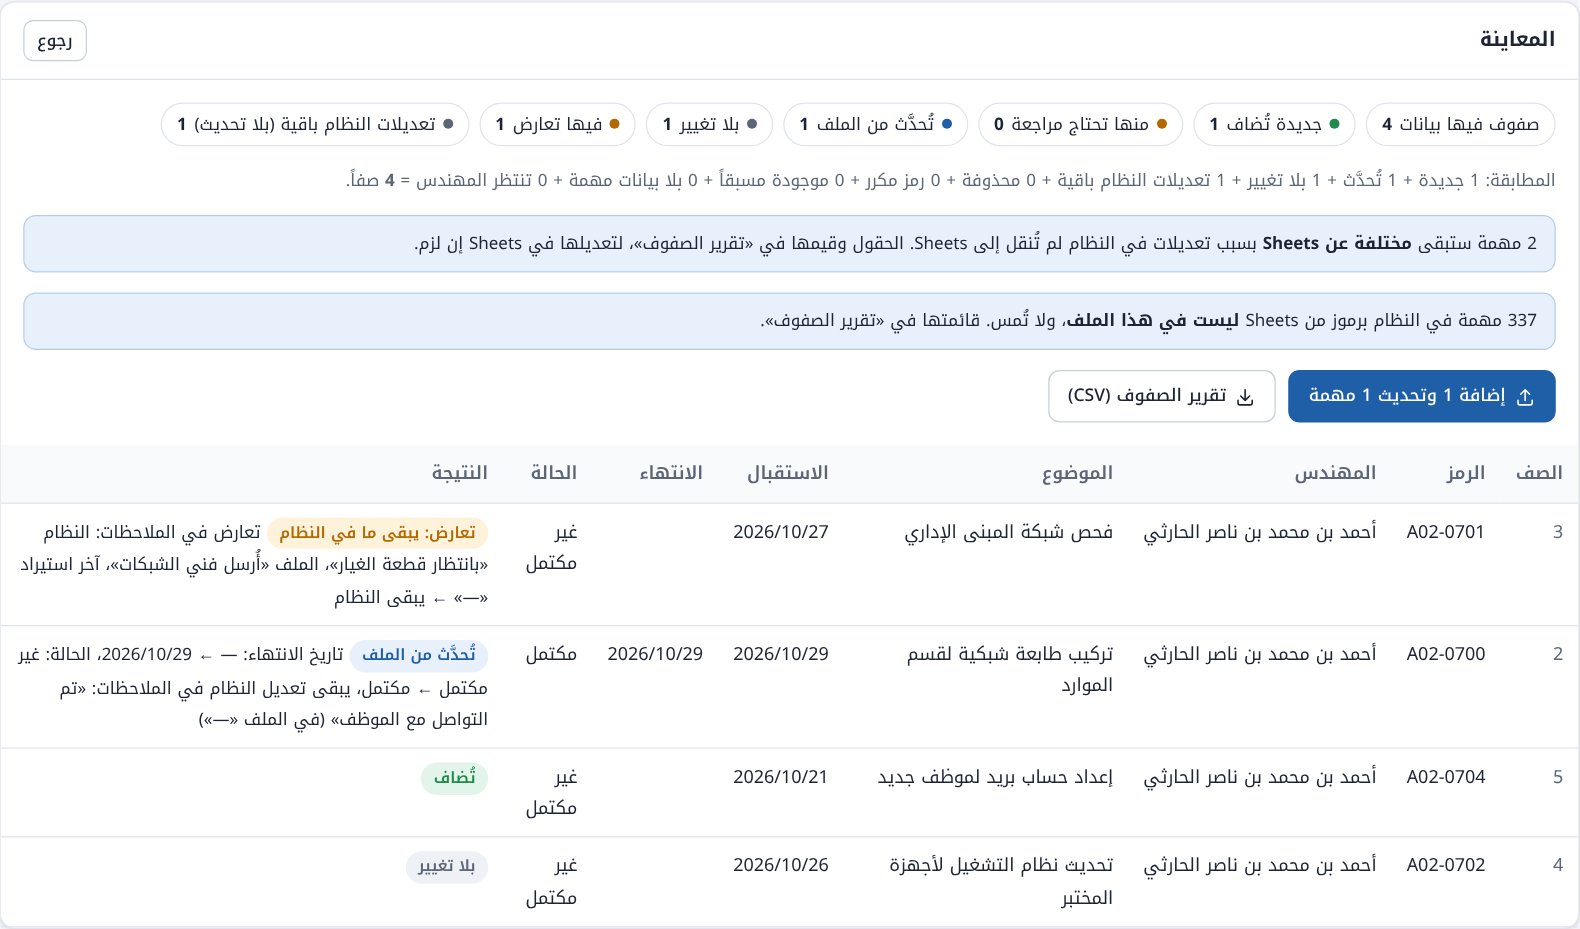 المعاينة
رجوع
صفوف فيها بيانات 4
جديدة تُضاف 1
منها تحتاج مراجعة 0
تُحدَّث من الملف 1
بلا تغيير 1
فيها تعارض 1
تعديلات النظام باقية (بلا تحديث) 1
المطابقة: 1 جديدة + 1 تُحدَّث + 1 بلا تغيير + 1 تعديلات النظام باقية + 0 محذوفة + 0 رمز مكرر + 0 موجودة مسبقاً + 0 بلا بيانات مهمة + 0 تنتظر المهندس = 4 صفاً.
2 مهمة ستبقى مختلفة عن Sheets بسبب تعديلات في النظام لم تُنقل إلى Sheets. الحقول وقيمها في «تقرير الصفوف»، لتعديلها في Sheets إن لزم.
337 مهمة في النظام برموز من Sheets ليست في هذا الملف، ولا تُمس. قائمتها في «تقرير الصفوف».
إضافة 1 وتحديث 1 مهمة
تقرير الصفوف (CSV)
الصف الرمز المهندس الموضوع الاستقبال الانتهاء الحالة النتيجة
3 A02-0701 أحمد بن محمد بن ناصر الحارثي فحص شبكة المبنى الإداري 2026/10/27
غير
مكتمل
تعارض: يبقى ما في النظام تعارض في الملاحظات: النظام
«بانتظار قطعة الغيار»، الملف «أُرسل فني الشبكات»، آخر استيراد
«—» ← يبقى النظام
2 A02-0700 أحمد بن محمد بن ناصر الحارثي
تركيب طابعة شبكية لقسم
الموارد
2026/10/29 2026/10/29 مكتمل
تُحدَّث من الملف تاريخ الانتهاء: — ← 2026/10/29، الحالة: غير
مكتمل ← مكتمل، يبقى تعديل النظام في الملاحظات: «تم
التواصل مع الموظف» (في الملف «—»)
5 A02-0704 أحمد بن محمد بن ناصر الحارثي إعداد حساب بريد لموظف جديد 2026/10/21
غير
مكتمل
تُضاف
4 A02-0702 أحمد بن محمد بن ناصر الحارثي
تحديث نظام التشغيل لأجهزة
المختبر
2026/10/26
غير
مكتمل
بلا تغيير